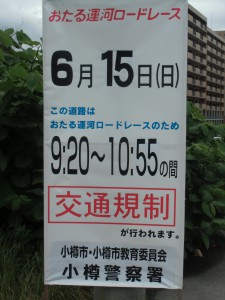 おたる運河ロードレース
6月15日(日)
この道路は
おたる運河ロードレースのため
9:20～10:55の間
交通規制
が行われます。
小樽市・小樽市教育委員会
小樽警察署